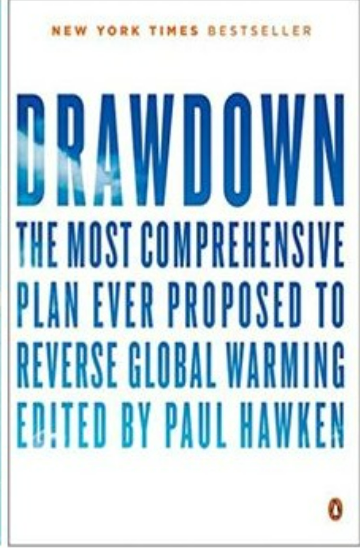 NEW YORK TIMES BESTSELLER
DRAWDOWN
THE MOST COMPREHENSIVE
PLAN EVER PROPOSED TO
REVERSE GLOBAL WARMING
EDITED BY PAUL HAWKEN